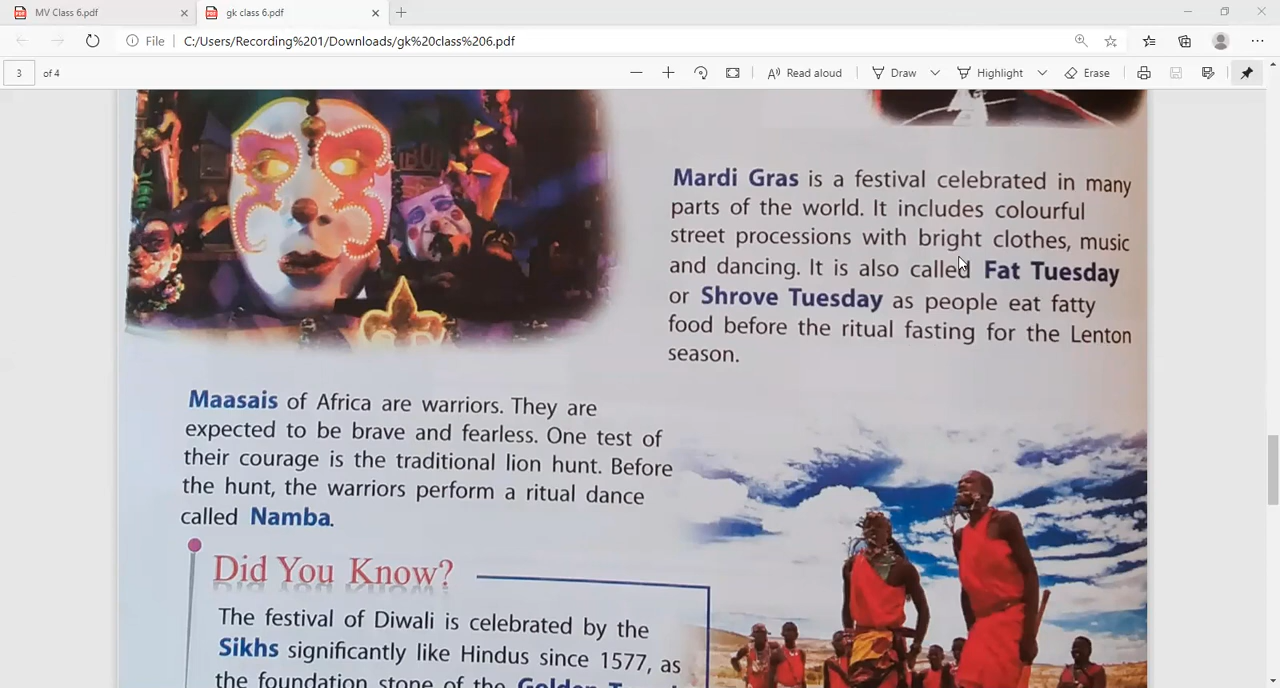 MV Class 6.pdf
gk class 6.pdf
File
C:/Users/Recording%201/Downloads/gk%20class%206.pdf
3
of 4
Read aloud
Draw
Highlight
Erase
Mardi Gras is a festival celebrated in many
parts of the world. It includes colourful
street processions with bright clothes, music
and dancing. It is also called Fat Tuesday
or Shrove Tuesday as people eat fatty
food before the ritual fasting for the Lenton
season.
Maasais of Africa are warriors. They are
expected to be brave and fearless. One test of
their courage is the traditional lion hunt. Before
the hunt, the warriors perform a ritual dance
called Namba.
Did You Know?
The festival of Diwali is celebrated by the
Sikhs significantly like Hindus since 1577, as
the foundation stone of the Golden